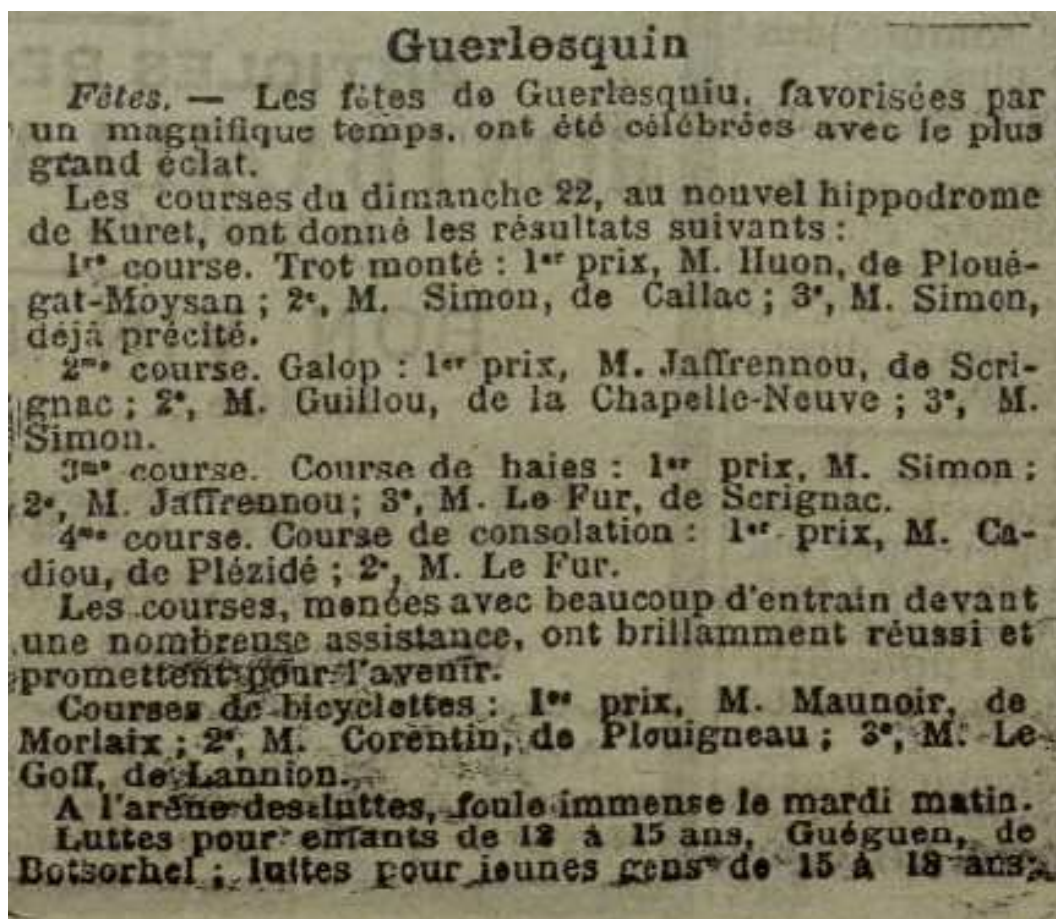 Guerlesquin
Fêtes. — Les fêtes de Guerlesquiu, favorisées par
un magnifique temps, ont été célébrées avec le plus
grand éclat.
Les courses du dimanche 22, au nouvel hippodrome
de Kuret, ont donné les résultats suivants :
1re course. Trot monté : 1er prix, M. Huon, de Ploué-
gat-Moysan ; 2e, M. Simon, de Callac ; 3e, M. Simon,
déjà précité.
2me course. Galop : 1er prix, M. Jaffrennou, de Scri-
gnac ; 2e, M. Guillou, de la Chapelle-Neuve ; 3e, M.
Simon.
3me course. Course de haies : 1er prix, M. Simon ;
2e, M. Jaffrennou ; 3e, M. Le Fur, de Scrignac.
4me course. Course de consolation : 1er prix, M. Ca-
diou, de Plézidé ; 2e, M. Le Fur.
Les courses, menées avec beaucoup d'entrain devant
une nombreuse assistance, ont brillamment réussi et
promettent pour l'avenir.
Courses de bicyclettes : 1er prix, M. Maunoir, de
Morlaix ; 2e, M. Corentin, de Plouigneau ; 3e, M. Le
Goff, de Lannion.
A l'arène des luttes, foule immense le mardi matin.
Luttes pour enfants de 12 à 15 ans, Guéguen, de
Botsorhel ; luttes pour jeunes gens de 15 à 18 ans,